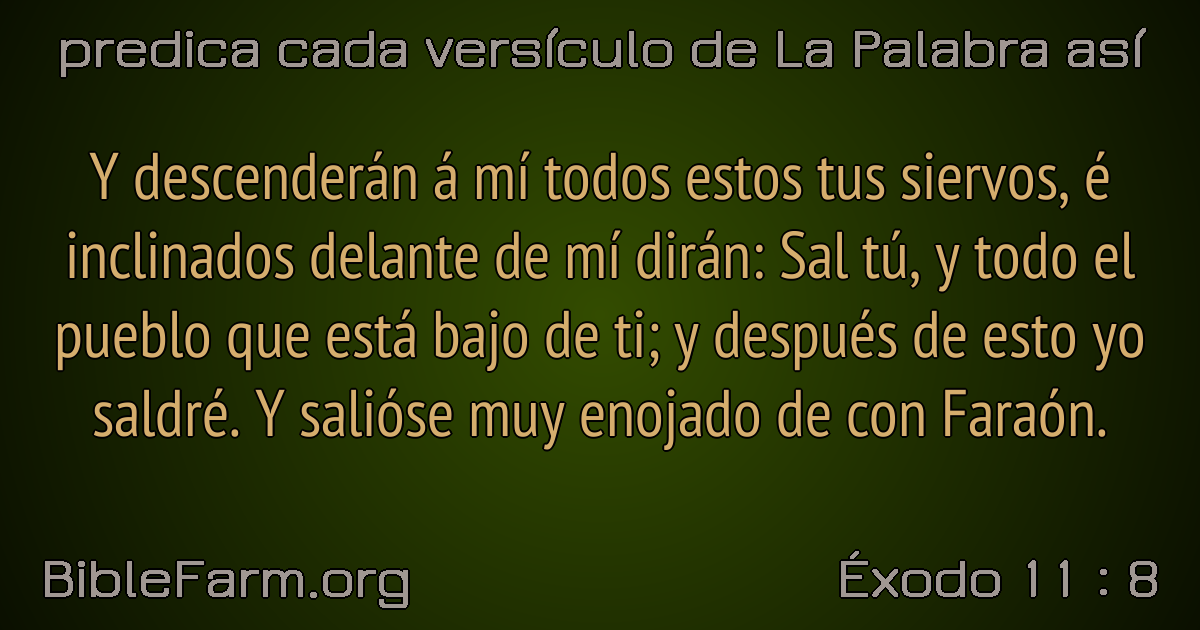 predica cada versículo de La Palabra así
Y descenderán á mí todos estos tus siervos, é
inclinados delante de mí dirán: Sal tú, y todo el
pueblo que está bajo de ti; y después de esto yo
saldré. Y salióse muy enojado de con Faraón.
BibleFarm.org
Éxodo 11 : 8